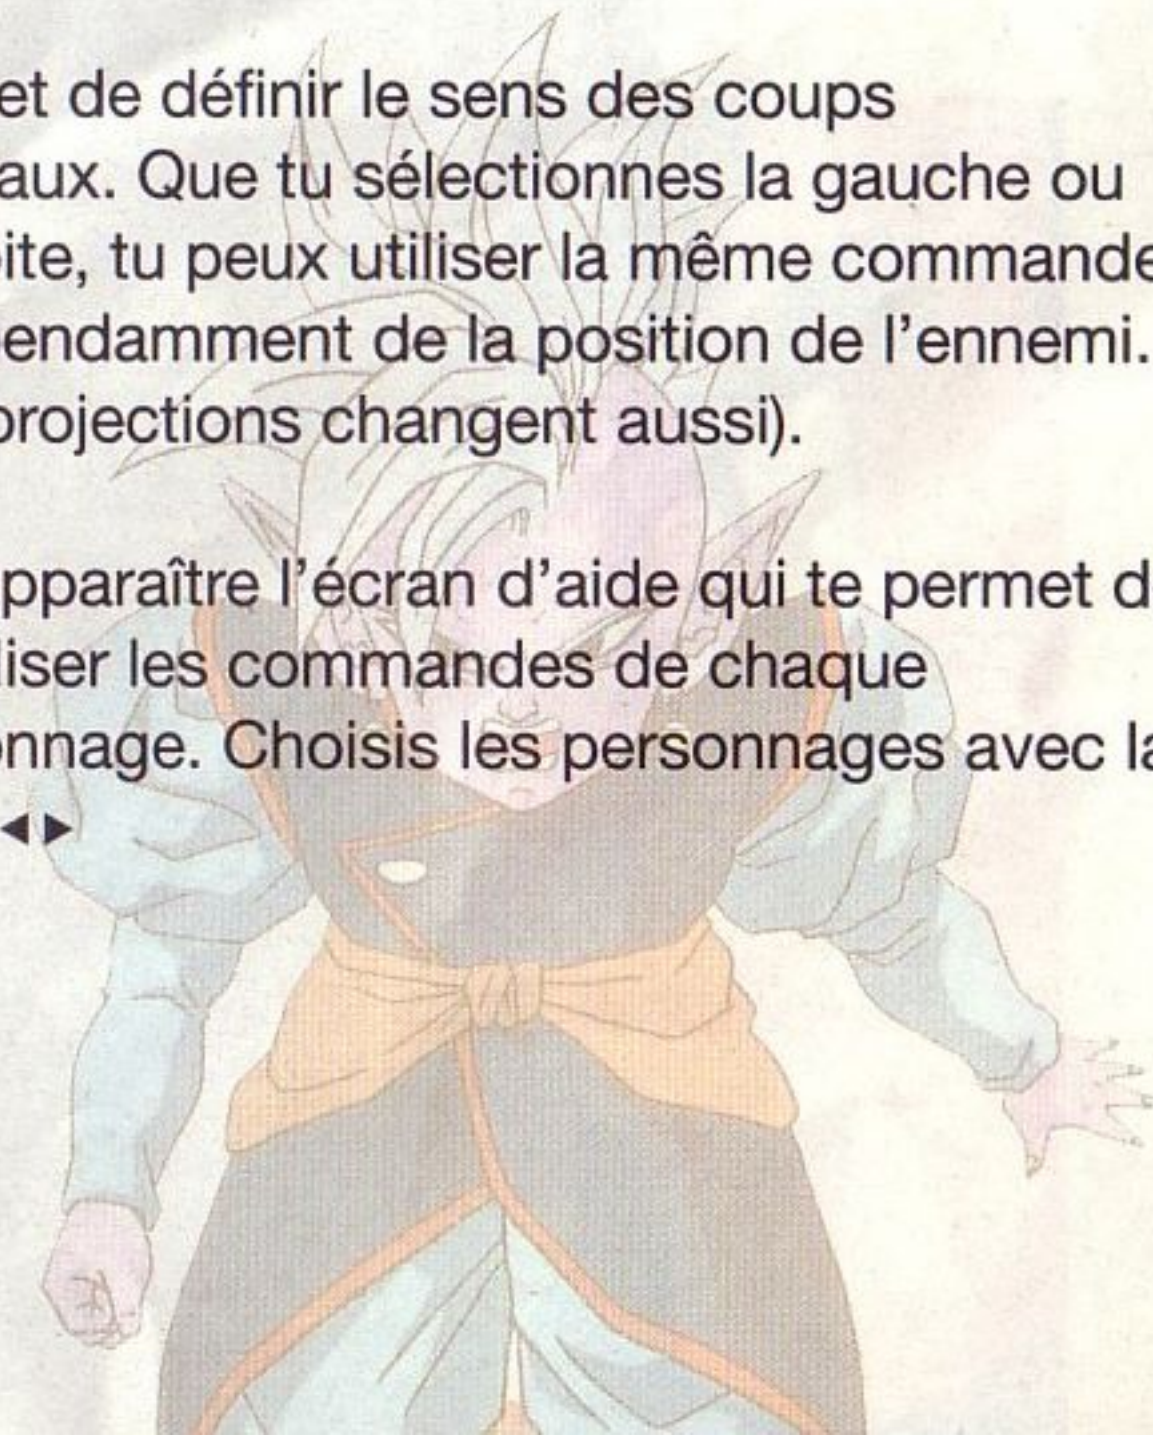 et de définir le sens des coups
aux. Que tu sélectionnes la gauche ou
ite, tu peux utiliser la même commande
endamment de la position de l’ennemi.
projections changent aussi).
pparaître l’écran d’aide qui te permet d
iser les commandes de chaque
onnage. Choisis les personnages avec la
◀▶